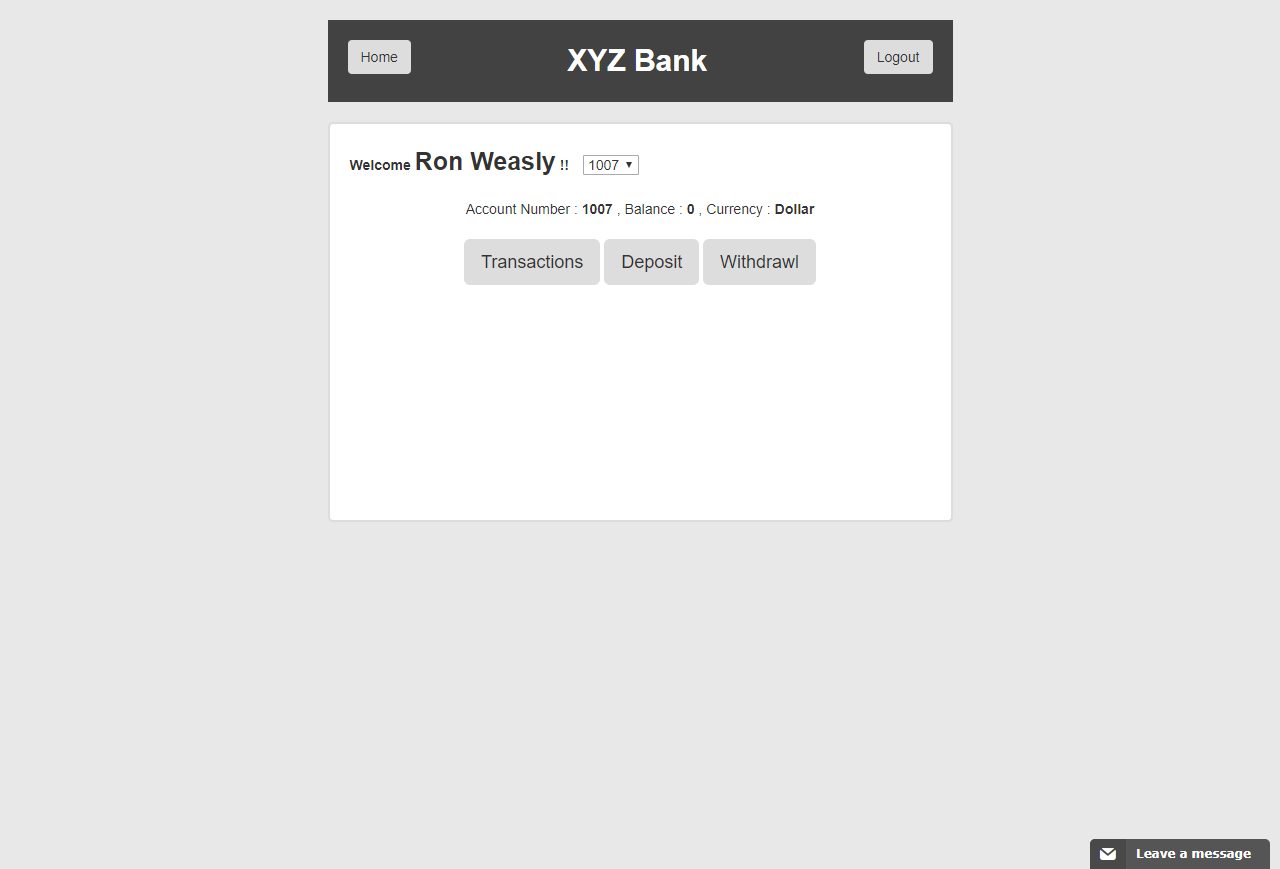 Home XYZ Bank Logout
Welcome Ron Weasly !! 1007
Account Number : 1007 , Balance : 0 , Currency : Dollar
Transactions Deposit Withdrawl
Leave a message